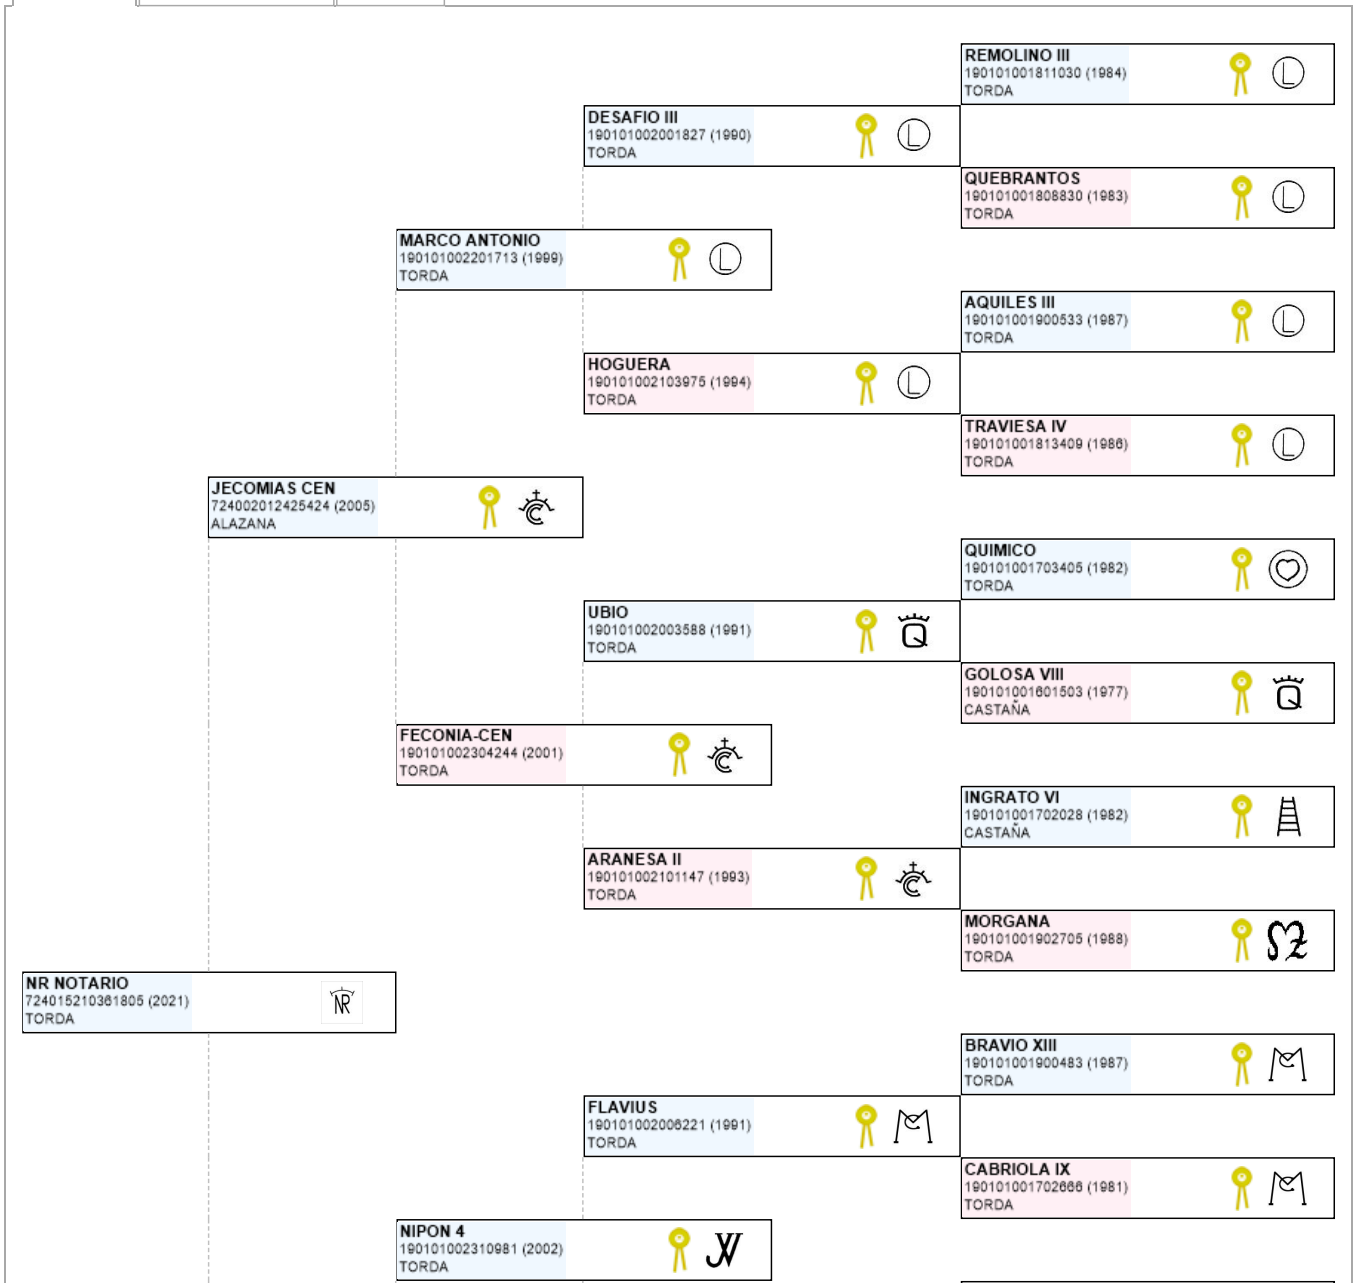 REMOLINO III
190101001811030 (1984)
TORDA
DESAFIO III
190101002001827 (1990)
TORDA
QUEBRANTOS
190101001808830 (1983)
TORDA
MARCO ANTONIO
190101002201713 (1999)
TORDA
AQUILES III
190101001900533 (1987)
TORDA
HOGUERA
190101002103975 (1994)
TORDA
TRAVIESA IV
190101001813409 (1986)
TORDA
JECOMIAS CEN
724002012425424 (2005)
ALAZANA
QUIMICO
190101001703405 (1982)
TORDA
UBIO
190101002003588 (1991)
TORDA
GOLOSA VIII
190101001601503 (1977)
CASTAÑA
FECONIA-CEN
190101002304244 (2001)
TORDA
INGRATO VI
190101001702028 (1982)
CASTAÑA
ARANESA II
190101002101147 (1993)
TORDA
MORGANA
190101001902705 (1988)
TORDA
NR NOTARIO
724015210361805 (2021)
TORDA
NR
BRAVIO XIII
190101001900483 (1987)
TORDA
FLAVIUS
190101002006221 (1991)
TORDA
CABRIOLA IX
190101001702666 (1981)
TORDA
NIPON 4
190101002310981 (2002)
TORDA